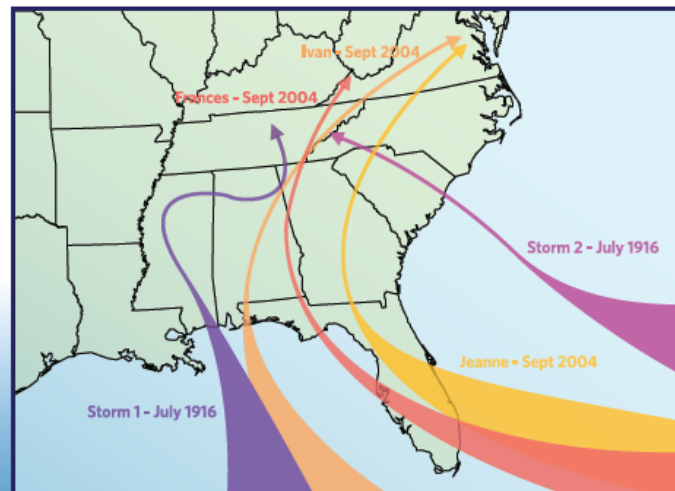 Ivan - Sept 2004
Frances - Sept 2004
Storm 2 - July 1916
Jeanne - Sept 2004
Storm 1 - July 1916